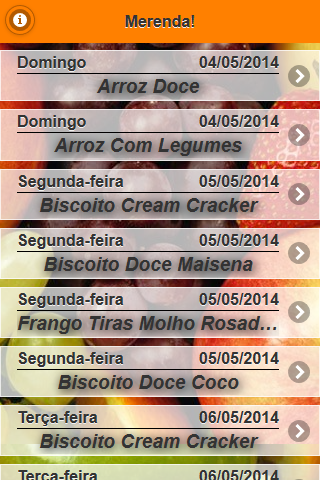 Merenda!
Domingo 04/05/2014
Arroz Doce
Domingo 04/05/2014
Arroz Com Legumes
Segunda-feira 05/05/2014
Biscoito Cream Cracker
Segunda-feira 05/05/2014
Biscoito Doce Maisena
Segunda-feira 05/05/2014
Frango Tiras Molho Rosad...
Segunda-feira 05/05/2014
Biscoito Doce Coco
Terça-feira 06/05/2014
Biscoito Cream Cracker
Terça-feira 06/05/2014